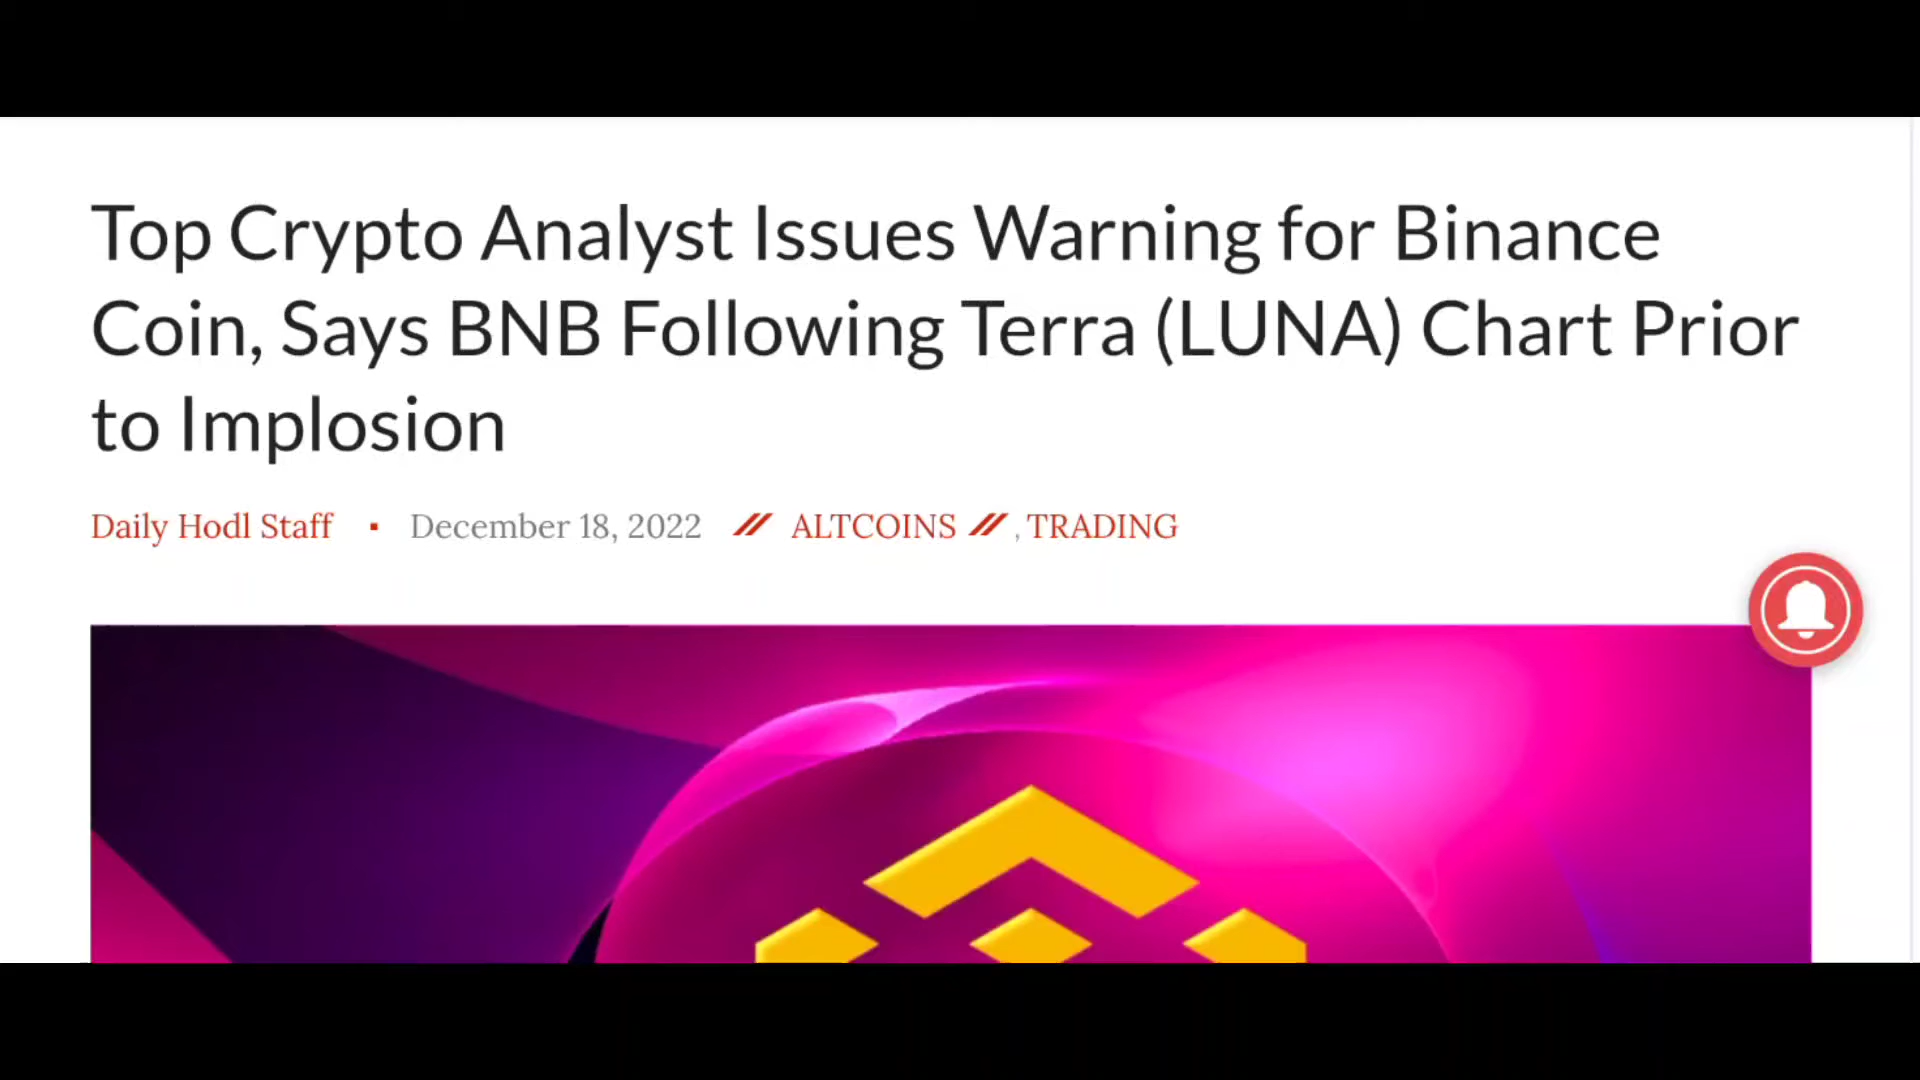 Top Crypto Analyst Issues Warning for Binance
Coin, Says BNB Following Terra (LUNA) Chart Prior
to Implosion
Daily Hodl Staff ▪ December 18, 2022 // ALTCOINS // , TRADING